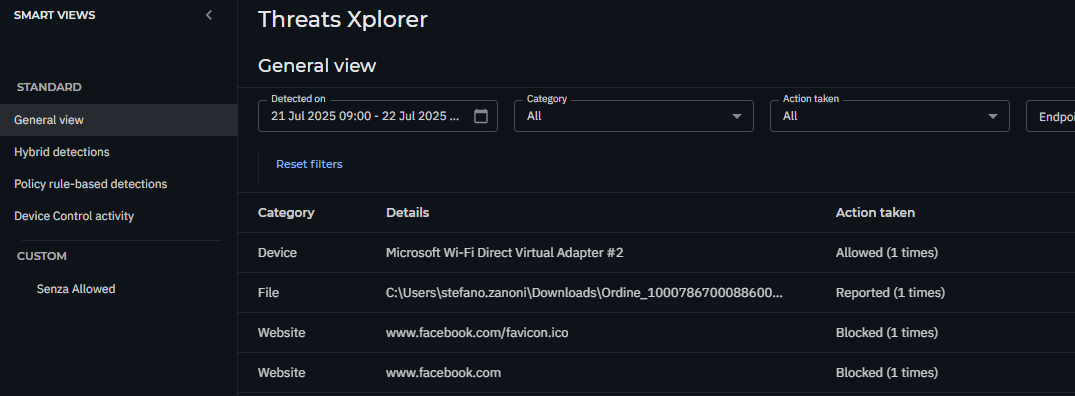 SMART VIEWS
Threats Xplorer
General view
STANDARD
General view
Hybrid detections
Policy rule-based detections
Device Control activity
CUSTOM
Senza Allowed
Detected on
21 Jul 2025 09:00 - 22 Jul 2025 ...
Category
All
Action taken
All
Endpoi
Reset filters
Category Details Action taken
Device Microsoft Wi-Fi Direct Virtual Adapter #2 Allowed (1 times)
File C:\Users\stefano.zanoni\Downloads\Ordine_1000786700088600... Reported (1 times)
Website www.facebook.com/favicon.ico Blocked (1 times)
Website www.facebook.com Blocked (1 times)